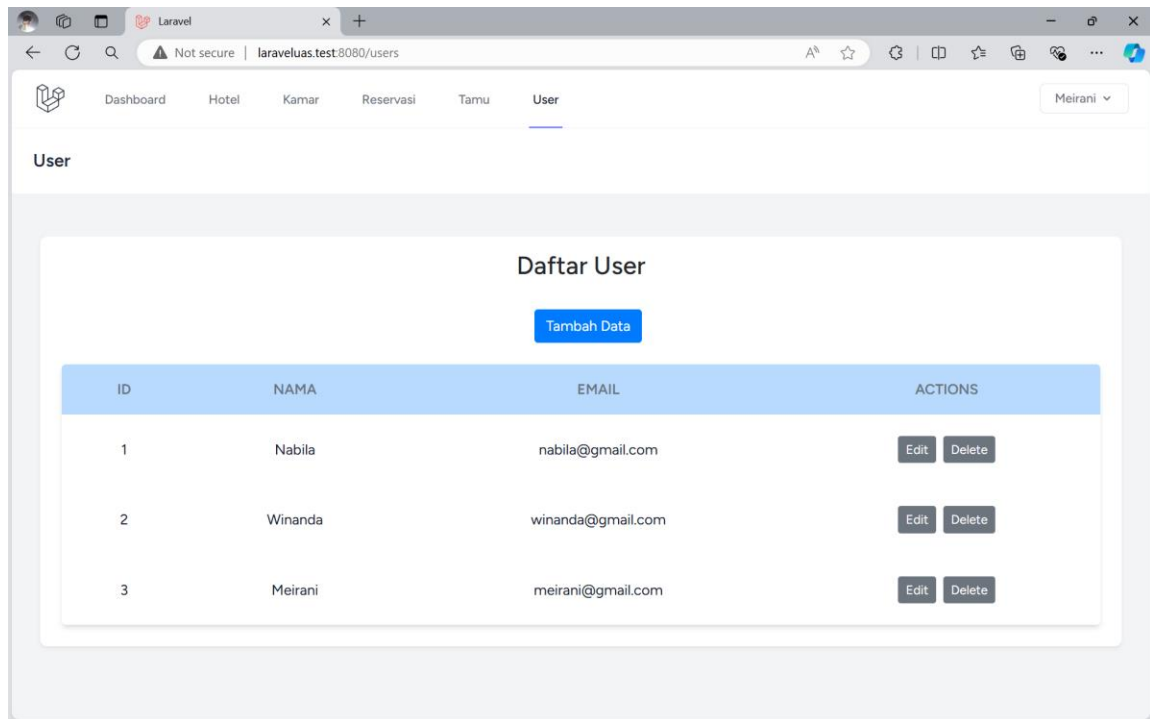 Laravel
Not secure | laraveluas.test:8080/users
Dashboard Hotel Kamar Reservasi Tamu User Meirani
User
Daftar User
Tambah Data
ID NAMA EMAIL ACTIONS
1 Nabila nabila@gmail.com Edit Delete
2 Winanda winanda@gmail.com Edit Delete
3 Meirani meirani@gmail.com Edit Delete